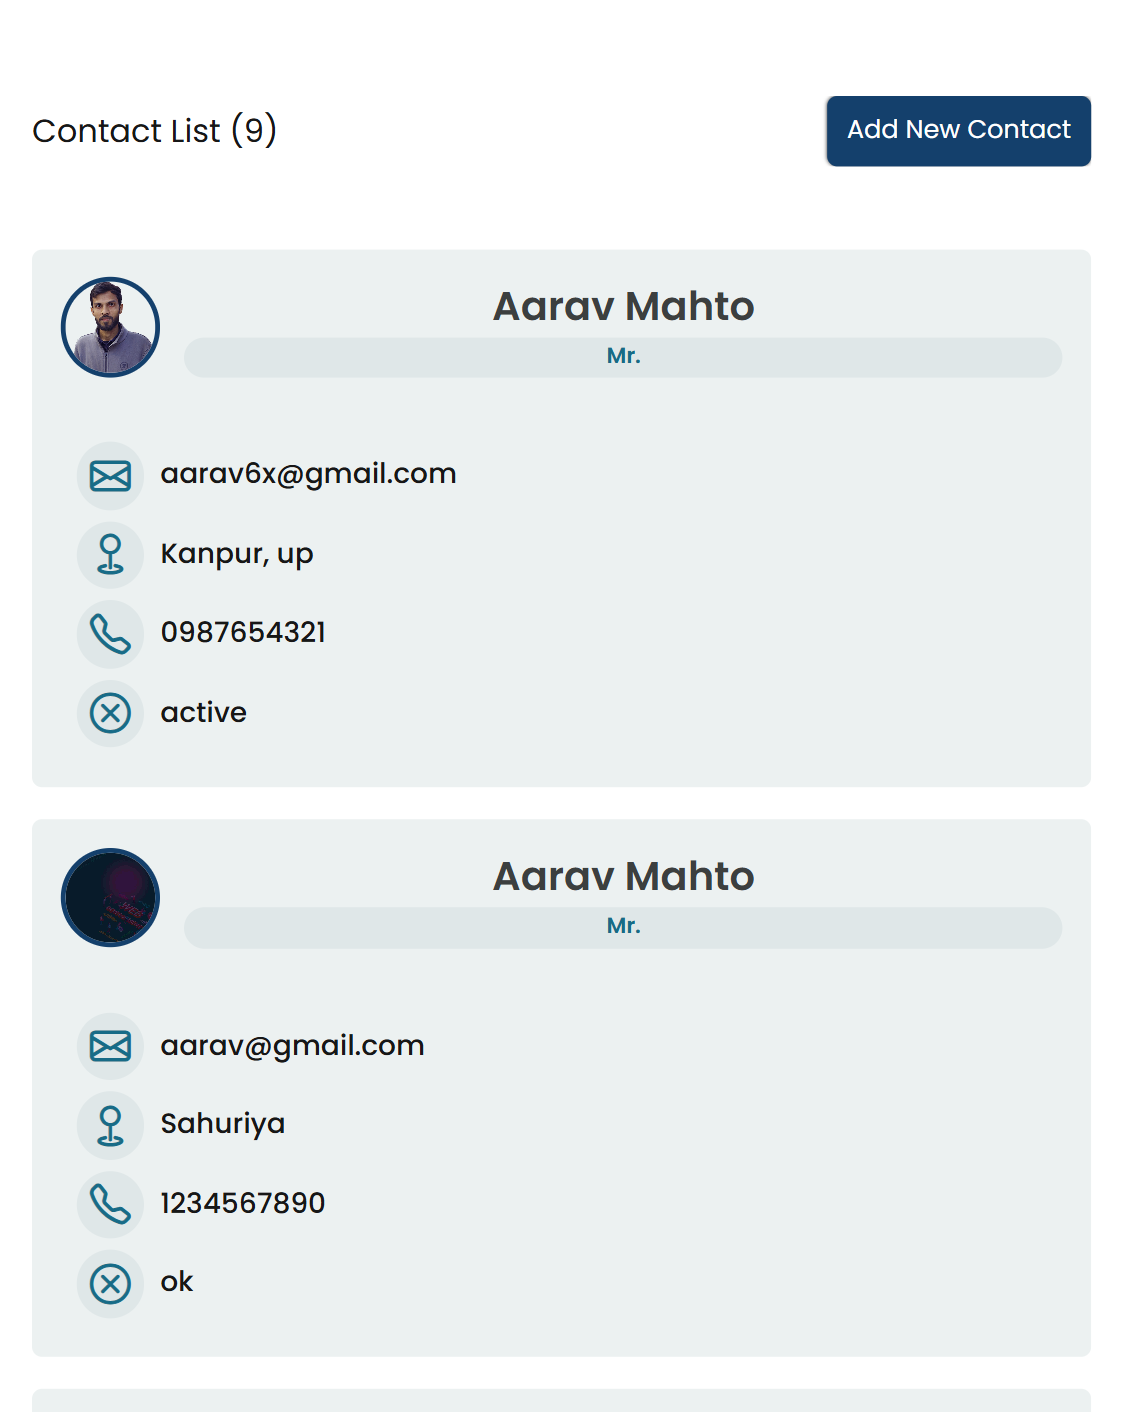 Contact List (9)
Add New Contact
Aarav Mahto
Mr.
aarav6x@gmail.com
Kanpur, up
0987654321
active
Aarav Mahto
Mr.
aarav@gmail.com
Sahuriya
1234567890
ok